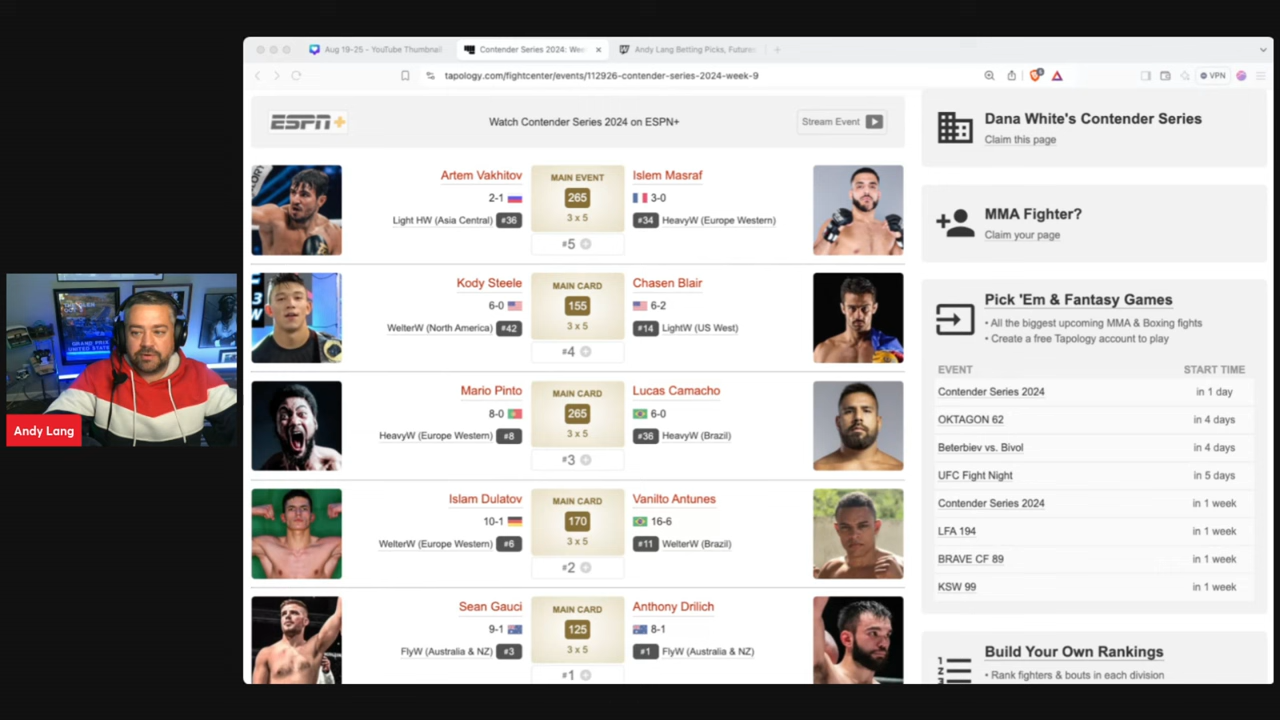 Aug 19-25 - YouTube Thumbnail
Contender Series 2024: Wee
Andy Lang Betting Picks, Future
tapology.com/fightcenter/events/112926-contender-series-2024-week-9
VPN
ESPN+
Watch Contender Series 2024 on ESPN+
Stream Event
Artem Vakhitov
2-1
Light HW (Asia Central) #36
MAIN EVENT
265
3 x 5
#5
Islem Masraf
3-0
#34 HeavyW (Europe Western)
Kody Steele
6-0
WelterW (North America) #42
MAIN CARD
155
3 x 5
#4
Chasen Blair
6-2
#14 LightW (US West)
Mario Pinto
8-0
HeavyW (Europe Western) #8
MAIN CARD
265
3 x 5
#3
Lucas Camacho
6-0
#36 HeavyW (Brazil)
Islam Dulatov
10-1
WelterW (Europe Western) #6
MAIN CARD
170
3 x 5
#2
Vanilto Antunes
16-6
#11 WelterW (Brazil)
Sean Gauci
9-1
FlyW (Australia & NZ) #3
MAIN CARD
125
3 x 5
#1
Anthony Drilich
8-1
#1 FlyW (Australia & NZ)
Dana White's Contender Series
Claim this page
MMA Fighter?
Claim your page
Pick 'Em & Fantasy Games
• All the biggest upcoming MMA & Boxing fights
• Create a free Tapology account to play
EVENT START TIME
Contender Series 2024 in 1 day
OKTAGON 62 in 4 days
Beterbiev vs. Bivol in 4 days
UFC Fight Night in 5 days
Contender Series 2024 in 1 week
LFA 194 in 1 week
BRAVE CF 89 in 1 week
KSW 99 in 1 week
Build Your Own Rankings
• Rank fighters & bouts in each division
GRAND PRIX
UNITED STATE
Andy Lang